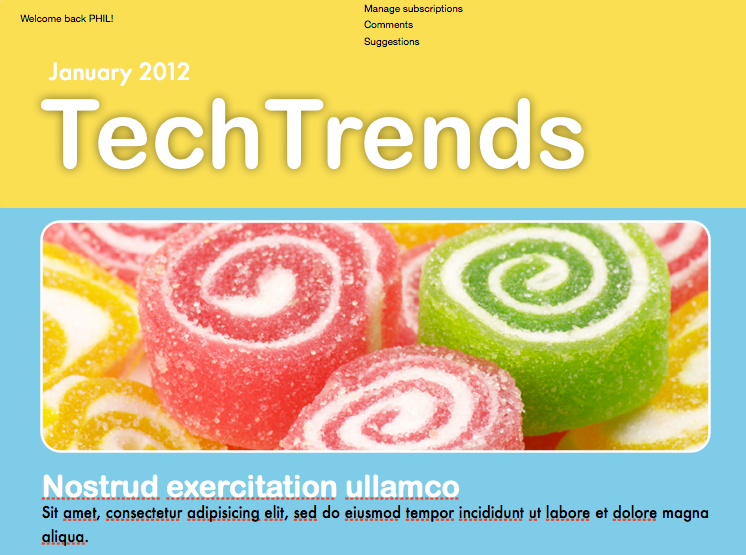 Welcome back PHIL!
Manage subscriptions
Comments
Suggestions
January 2012
TechTrends
Nostrud exercitation ullamco
Sit amet, consectetur adipisicing elit, sed do eiusmod tempor incididunt ut labore et dolore magna
aliqua.